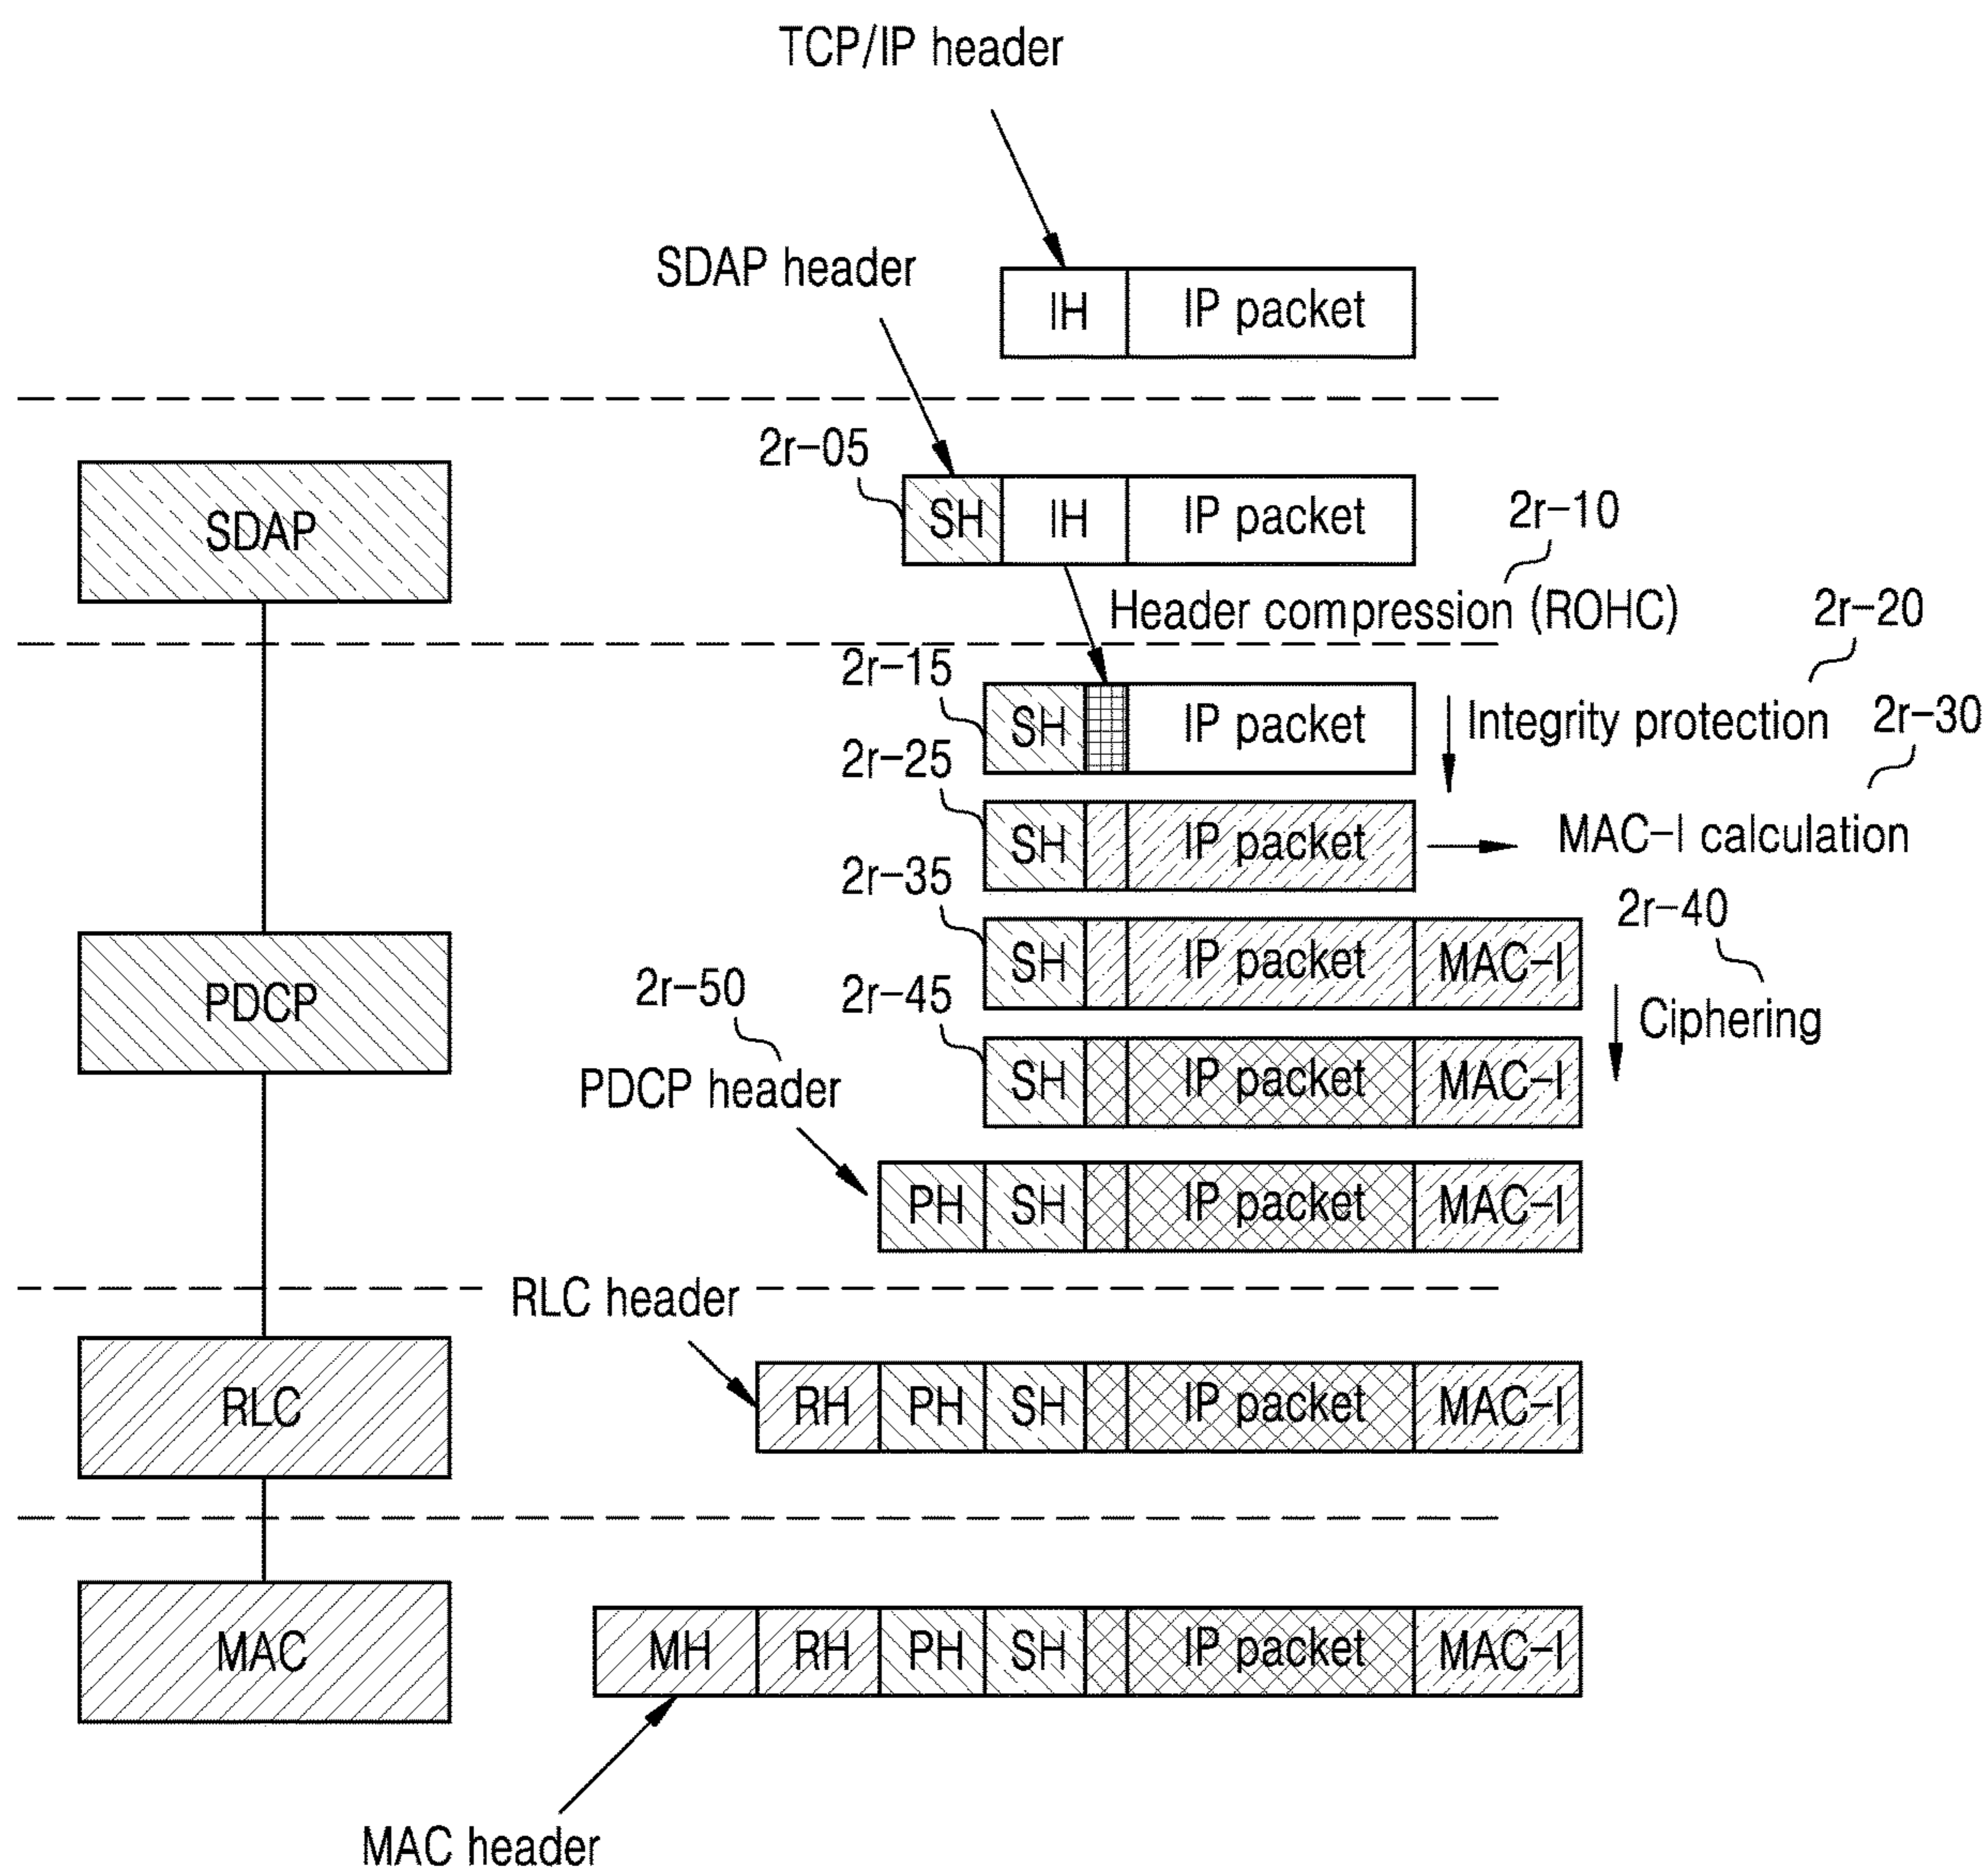 TCP/IP header
SDAP header
IH IP packet
2r-05
SDAP
SH IH IP packet
2r-10
Header compression (ROHC)
2r-20
2r-15
SH IP packet
Integrity protection
2r-30
2r-25
SH IP packet
MAC-I calculation
2r-35
2r-40
SH IP packet MAC-I
PDCP
2r-50
2r-45
Ciphering
PDCP header
SH IP packet MAC-I
PH SH IP packet MAC-I
RLC header
RLC
RH PH SH IP packet MAC-I
MAC
MH RH PH SH IP packet MAC-I
MAC header